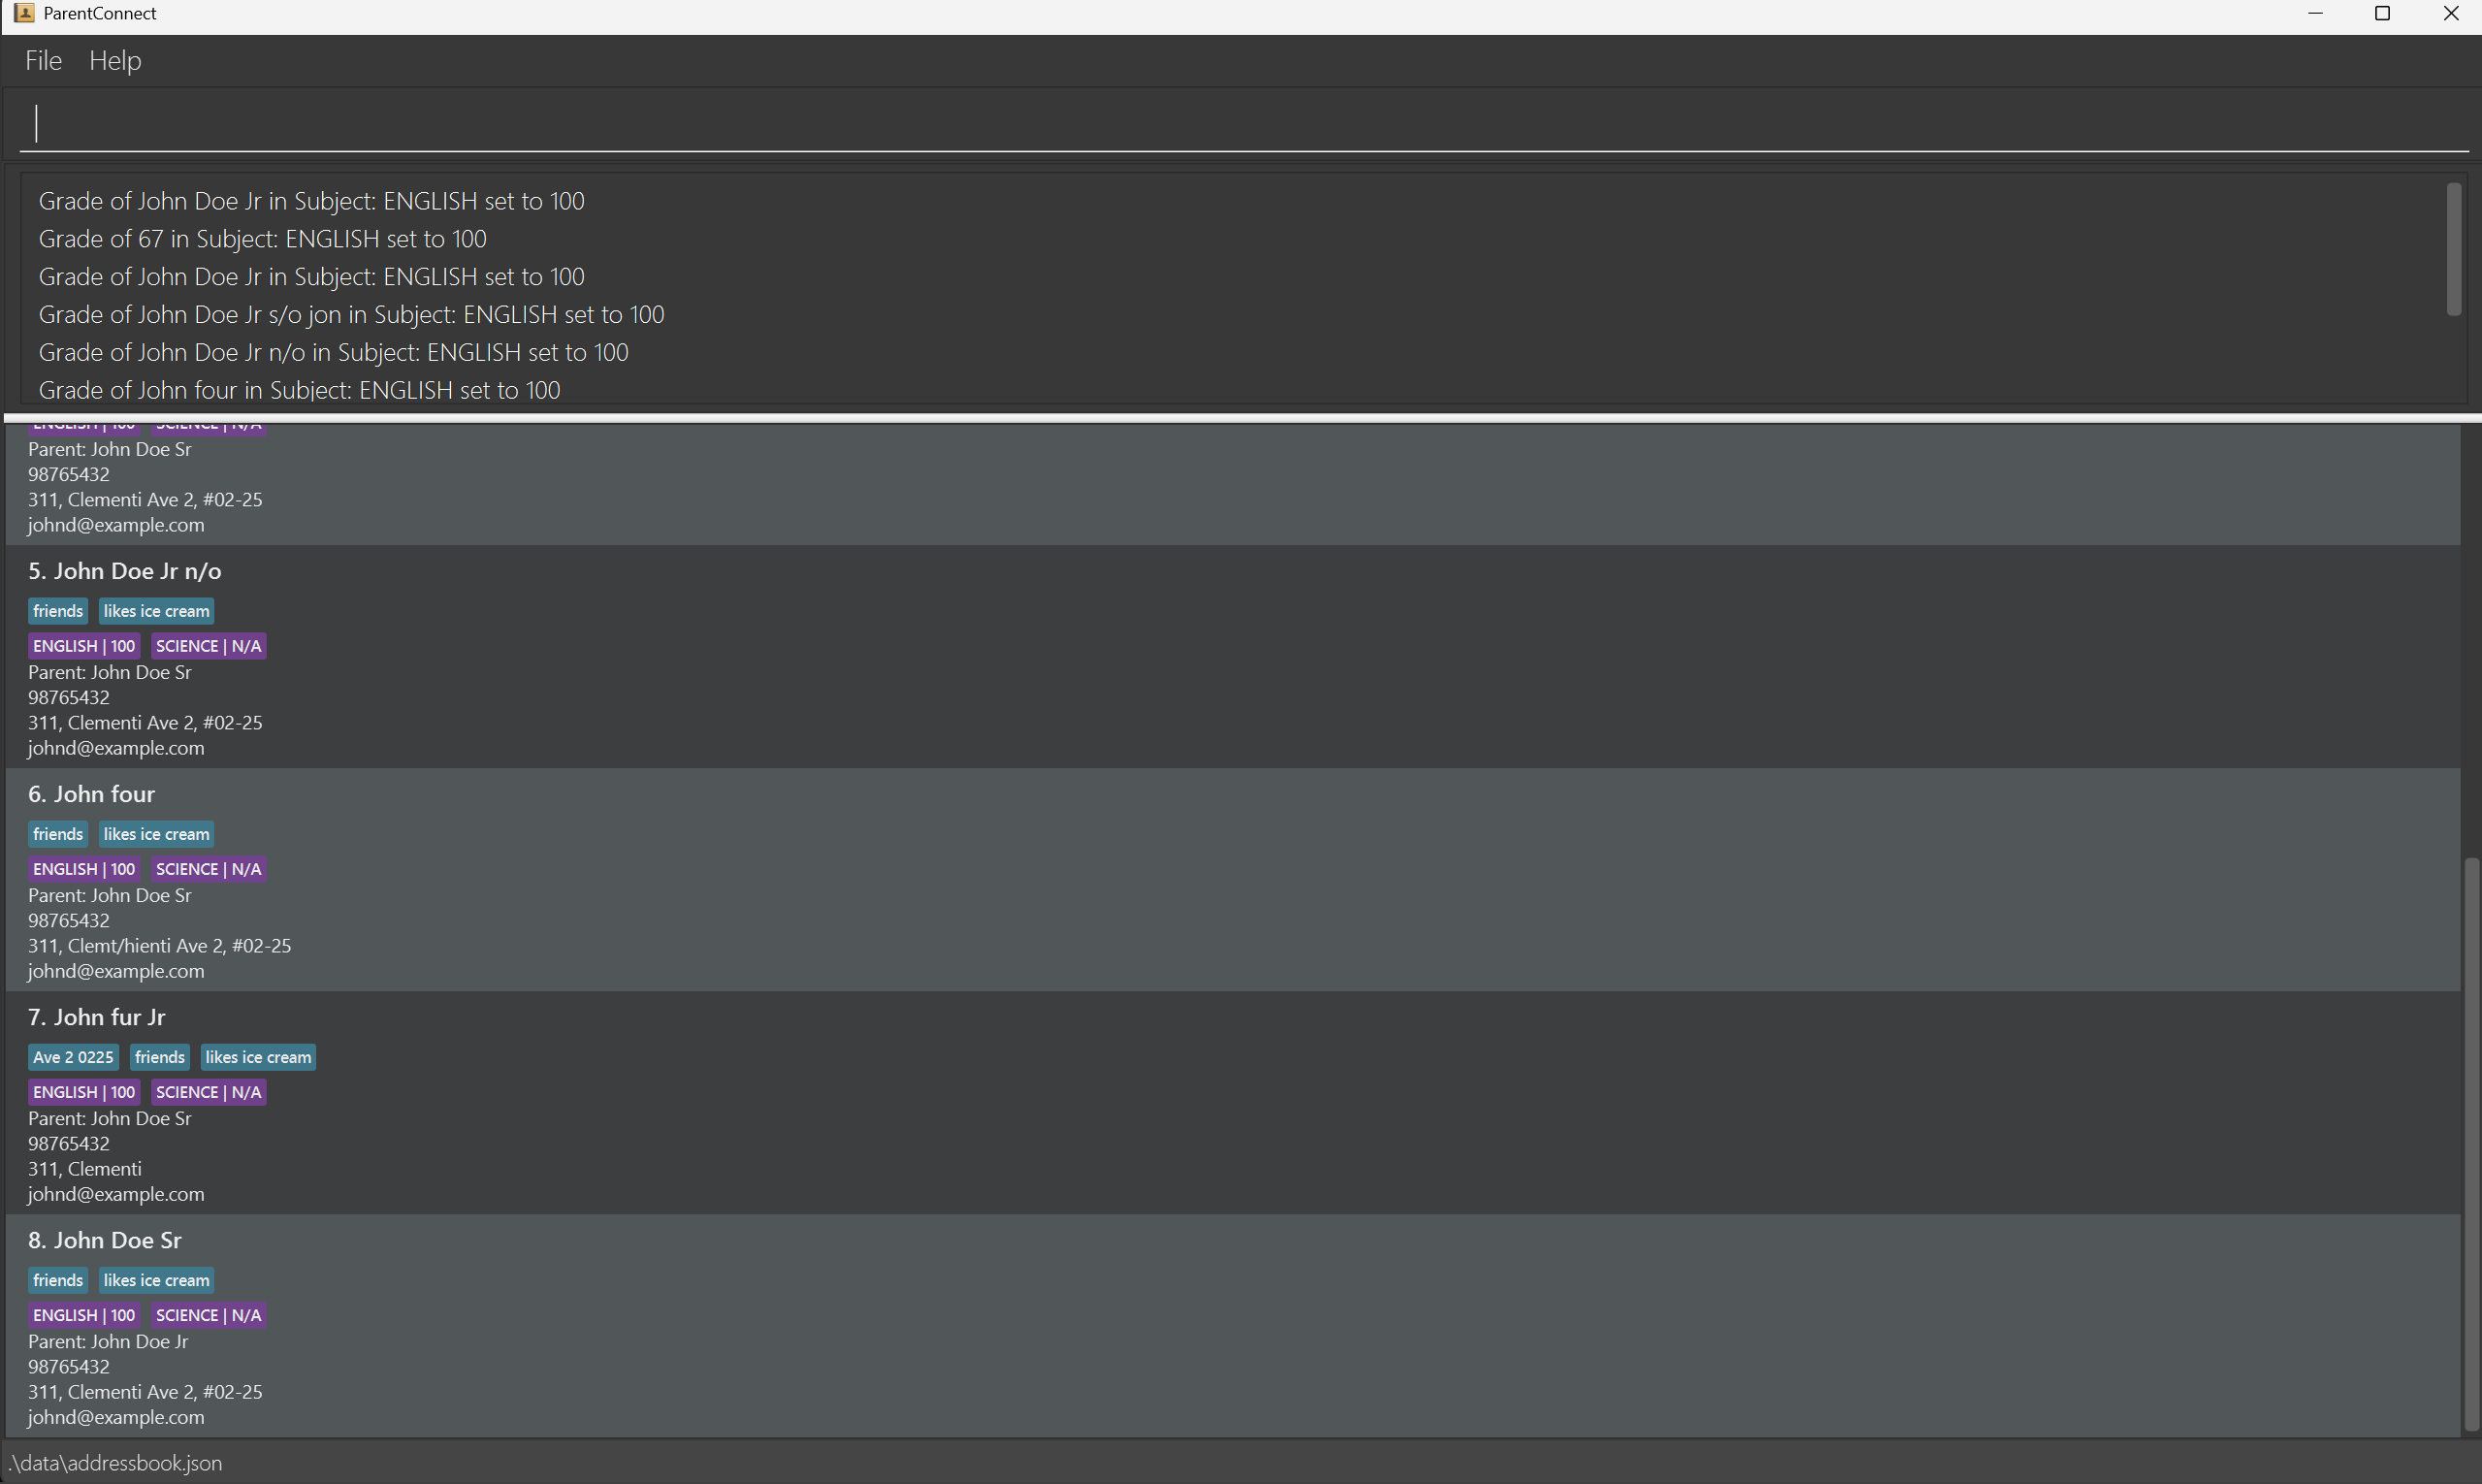 ParentConnect
File Help
Grade of John Doe Jr in Subject: ENGLISH set to 100
Grade of 67 in Subject: ENGLISH set to 100
Grade of John Doe Jr in Subject: ENGLISH set to 100
Grade of John Doe Jr s/o jon in Subject: ENGLISH set to 100
Grade of John Doe Jr n/o in Subject: ENGLISH set to 100
Grade of John four in Subject: ENGLISH set to 100
ENGLISH | 100 SCIENCE | N/A
Parent: John Doe Sr
98765432
311, Clementi Ave 2, #02-25
johnd@example.com
5. John Doe Jr n/o
friends likes ice cream
ENGLISH | 100 SCIENCE | N/A
Parent: John Doe Sr
98765432
311, Clementi Ave 2, #02-25
johnd@example.com
6. John four
friends likes ice cream
ENGLISH | 100 SCIENCE | N/A
Parent: John Doe Sr
98765432
311, Clemt/hienti Ave 2, #02-25
johnd@example.com
7. John fur Jr
Ave 2 0225 friends likes ice cream
ENGLISH | 100 SCIENCE | N/A
Parent: John Doe Sr
98765432
311, Clementi
johnd@example.com
8. John Doe Sr
friends likes ice cream
ENGLISH | 100 SCIENCE | N/A
Parent: John Doe Jr
98765432
311, Clementi Ave 2, #02-25
johnd@example.com
.\data\addressbook.json